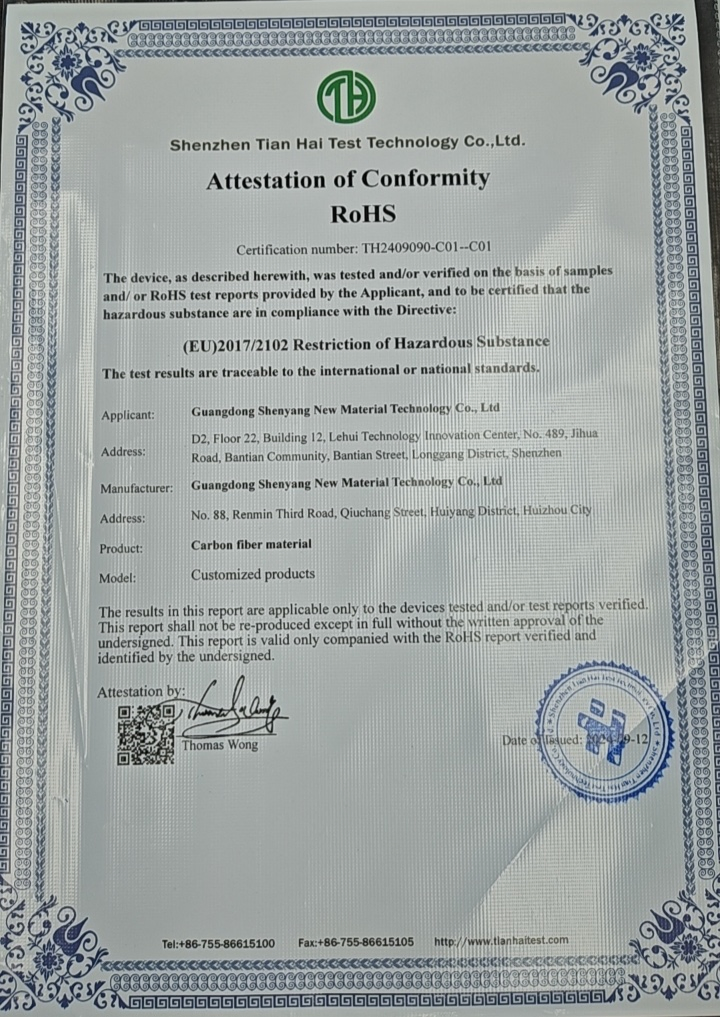 TH
Shenzhen Tian Hai Test Technology Co.,Ltd.
Attestation of Conformity
RoHS
Certification number: TH2409090-C01--C01
The device, as described herewith, was tested and/or verified on the basis of samples
and/ or RoHS test reports provided by the Applicant, and to be certified that the
hazardous substance are in compliance with the Directive:
(EU)2017/2102 Restriction of Hazardous Substance
The test results are traceable to the international or national standards.
Applicant: Guangdong Shenyang New Material Technology Co., Ltd
Address: D2, Floor 22, Building 12, Lehui Technology Innovation Center, No. 489, Jihua
Road, Bantian Community, Bantian Street, Longgang District, Shenzhen
Manufacturer: Guangdong Shenyang New Material Technology Co., Ltd
Address: No. 88, Renmin Third Road, Qiuchang Street, Huiyang District, Huizhou City
Product: Carbon fiber material
Model: Customized products
The results in this report are applicable only to the devices tested and/or test reports verified.
This report shall not be re-produced except in full without the written approval of the
undersigned. This report is valid only companied with the RoHS report verified and
identified by the undersigned.
Attestation by:
Thomas Wong
Date of Issued:
Tel:+86-755-86615100 Fax:+86-755-86615105 http://www.tianhaitest.com